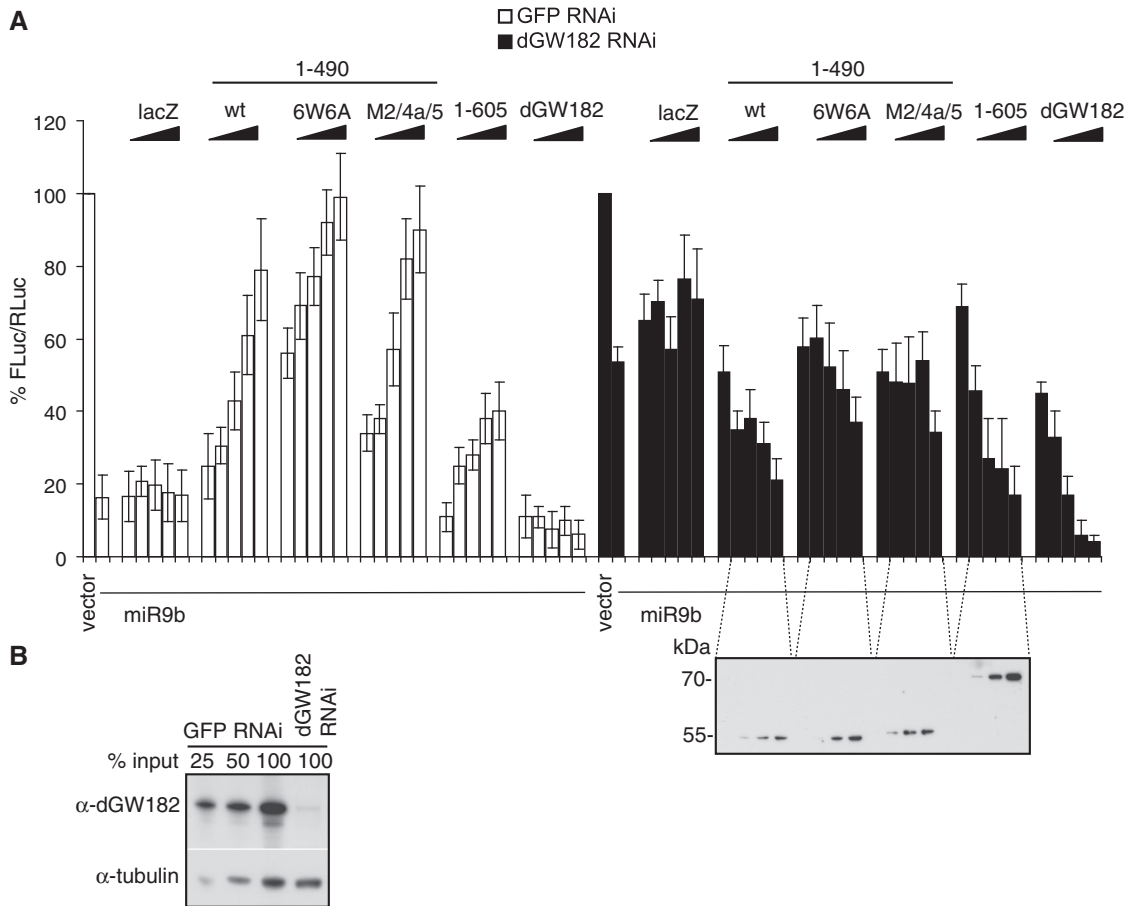 A
GFP RNAi
dGW182 RNAi
1-490
1-490
lacZ wt 6W6A M2/4a/5 1-605 dGW182
lacZ wt 6W6A M2/4a/5 1-605 dGW182
% FLuc/RLuc
120
100
80
60
40
20
0
vector
miR9b
vector
miR9b
kDa
70-
55-
B
GFP RNAi
dGW182
RNAi
% input 25 50 100 100
α-dGW182
α-tubulin